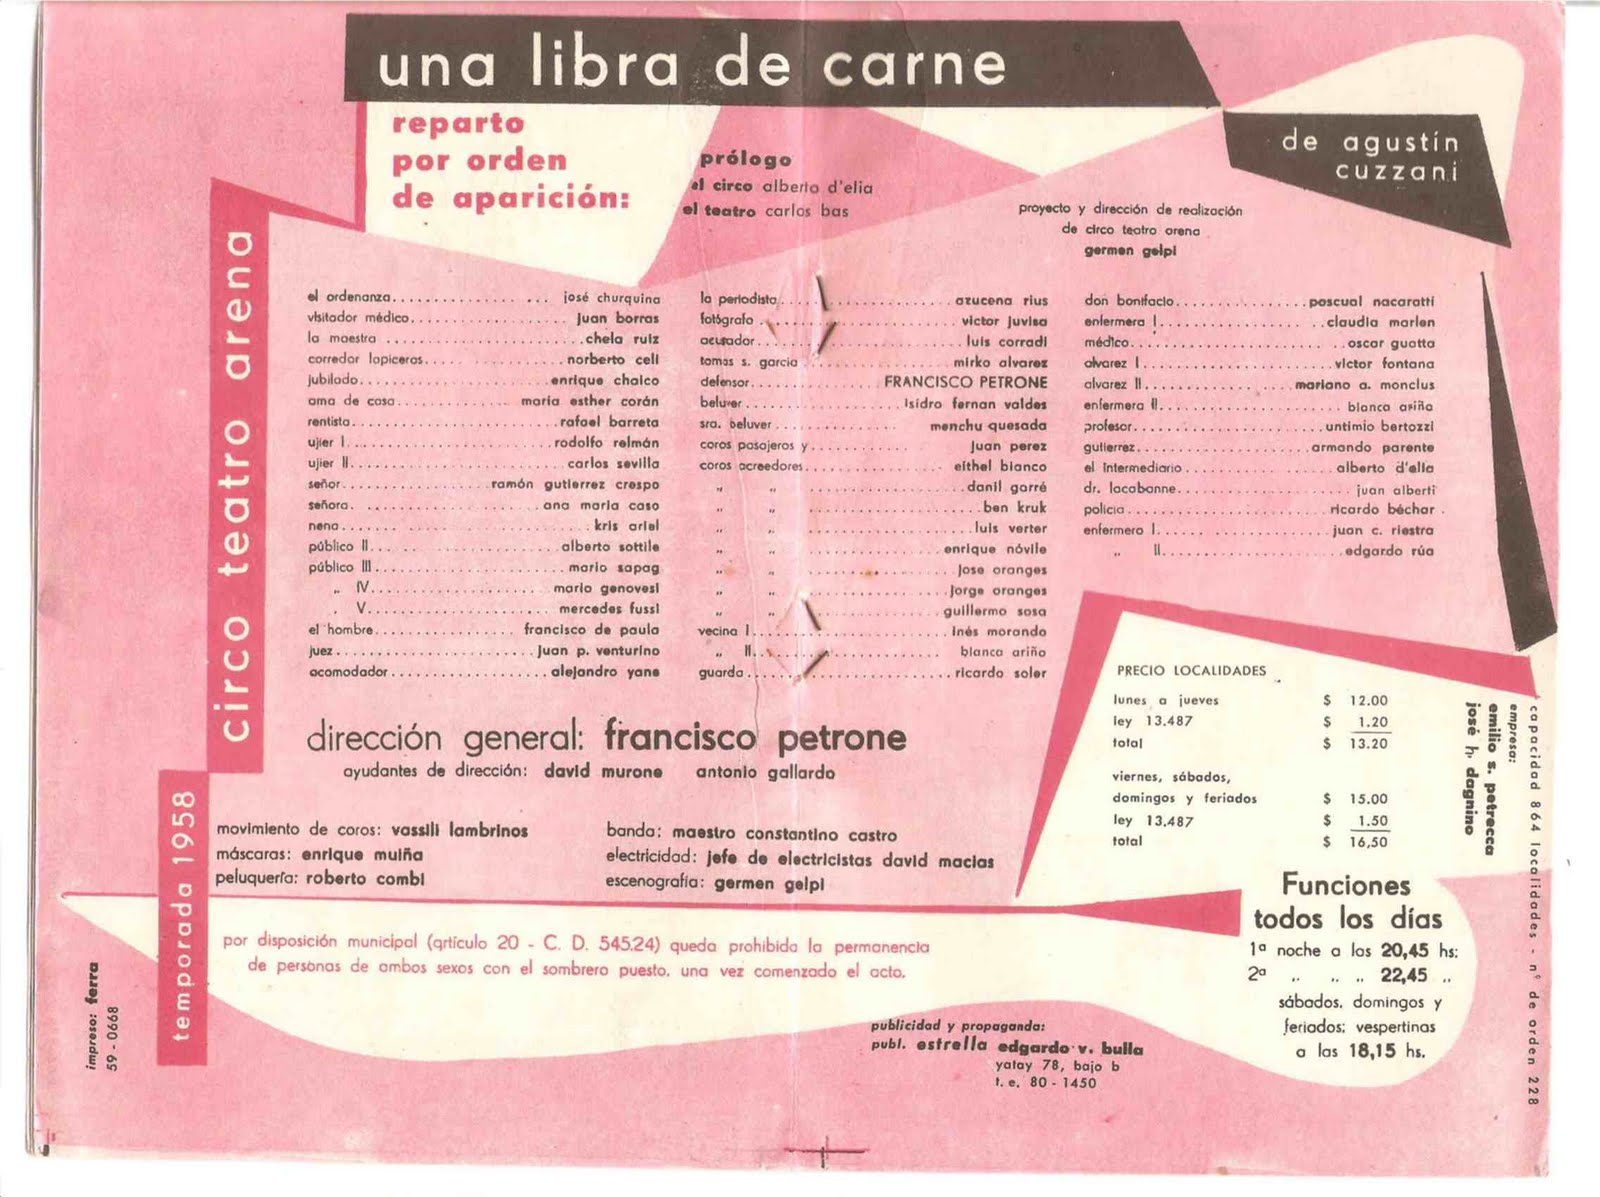 una libra de carne
de agustín
cuzzani
reparto
por orden
de aparición:
prólogo
el circo alberto d'elia
el teatro carlos bas
proyecto y dirección de realización
de circo teatro arena
germen gelpi
circo teatro arena
temporada 1958
el ordenanza.................. josé churquina
visitador médico.................. juan borras
la maestra .................. chela ruiz
corredor lapiceros.................. norberto celi
jubilado.................. enrique chaico
ama de casa.................. maria esther corán
rentista.................. rafael barreta
ujier I.................. rodolfo relmán
ujier II.................. carlos sevilla
señor.................. ramón gutierrez crespo
señora.................. ana maria caso
nena.................. kris ariel
público II.................. alberto sottile
público III.................. mario sapag
„ IV.................. mario genovesi
„ V.................. mercedes fussi
el hombre.................. francisco de paula
juez.................. juan p. venturino
acomodador.................. alejandro yane
la periodista.................. azucena rius
fotógrafo.................. victor juvisa
acusador.................. luis corradi
tomas s. garcia.................. mirko alvarez
defensor.................. FRANCISCO PETRONE
beluver.................. isidro fernan valdes
sra. beluver.................. menchu quesada
coros pasajeros y.................. juan perez
coros acreedores.................. eithel bianco
„ „ .................. danil garré
„ „ .................. ben kruk
„ „ .................. luis verter
„ „ .................. enrique nóvile
„ „ .................. jose oranges
„ „ .................. jorge oranges
„ „ .................. guillermo sosa
vecina I.................. inés morando
„ II.................. blanca ariño
guarda.................. ricardo soler
don bonifacio.................. pascual nacaratti
enfermera I.................. claudia marlen
médico.................. oscar guatta
alvarez I.................. victor fontana
alvarez II.................. mariano a. monclus
enfermera II.................. blanca ariño
profesor.................. untimio bertozzi
gutierrez.................. armando parente
el intermediario.................. alberto d'elia
dr. lacabanne.................. juan alberti
policia.................. ricardo béchar
enfermero I.................. juan c. riestra
„ II.................. edgardo rúa
dirección general: francisco petrone
ayudantes de dirección: david murone antonio gallardo
movimiento de coros: vassili lambrinos
máscaras: enrique muiña
peluquería: roberto combi
banda: maestro constantino castro
electricidad: jefe de electricistas david macias
escenografia: germen gelpi
PRECIO LOCALIDADES
lunes a jueves $ 12.00
ley 13.487 $ 1.20
total $ 13.20
viernes, sábados,
domingos y feriados $ 15.00
ley 13.487 $ 1.50
total $ 16,50
empresa:
emilio s. petrecca
josé h. dagnino
capacidad 864 localidades - n° de orden 228
Funciones
todos los días
1ª noche a las 20,45 hs:
2ª „ „ „ 22,45 „
sábados, domingos y
feriados: vespertinas
a las 18,15 hs.
por disposición municipal (artículo 20 - C. D. 545.24) queda prohibida la permanencia
de personas de ambos sexos con el sombrero puesto, una vez comenzado el acto.
publicidad y propaganda:
publ. estrella edgardo v. bulla
yatay 78, bajo b
t. e. 80 - 1450
impreso: ferra
59 - 0668